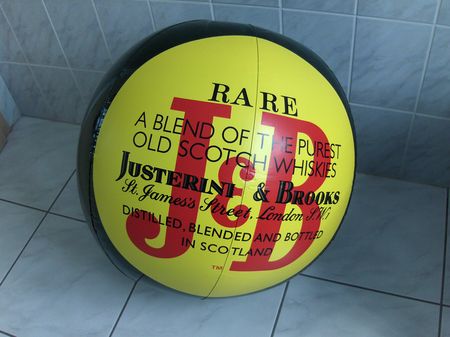 RARE
A BLEND OF THE PUREST
OLD SCOTCH WHISKIES
J&B
JUSTERINI & BROOKS
St. James's Street, London S.W.1
DISTILLED, BLENDED AND BOTTLED
IN SCOTLAND
TM